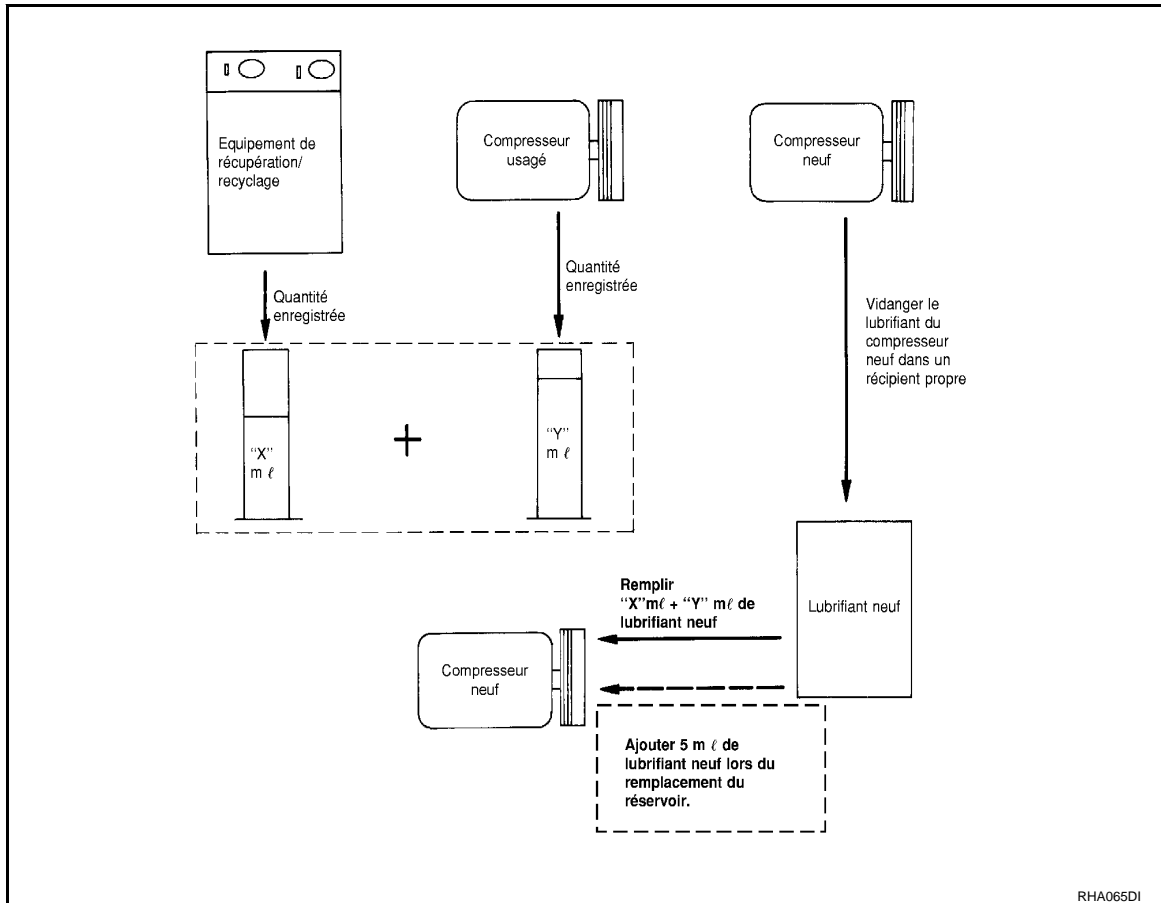 Equipement de
récupération/
recyclage
Compresseur
usagé
Compresseur
neuf
Quantité
enregistrée
Quantité
enregistrée
Vidanger le
lubrifiant du
compresseur
neuf dans un
récipient propre
“X”
m ℓ
+
“Y”
m ℓ
Remplir
“X”mℓ + “Y” mℓ de
lubrifiant neuf
Lubrifiant neuf
Compresseur
neuf
Ajouter 5 m ℓ de
lubrifiant neuf lors du
remplacement du
réservoir.
RHA065DI